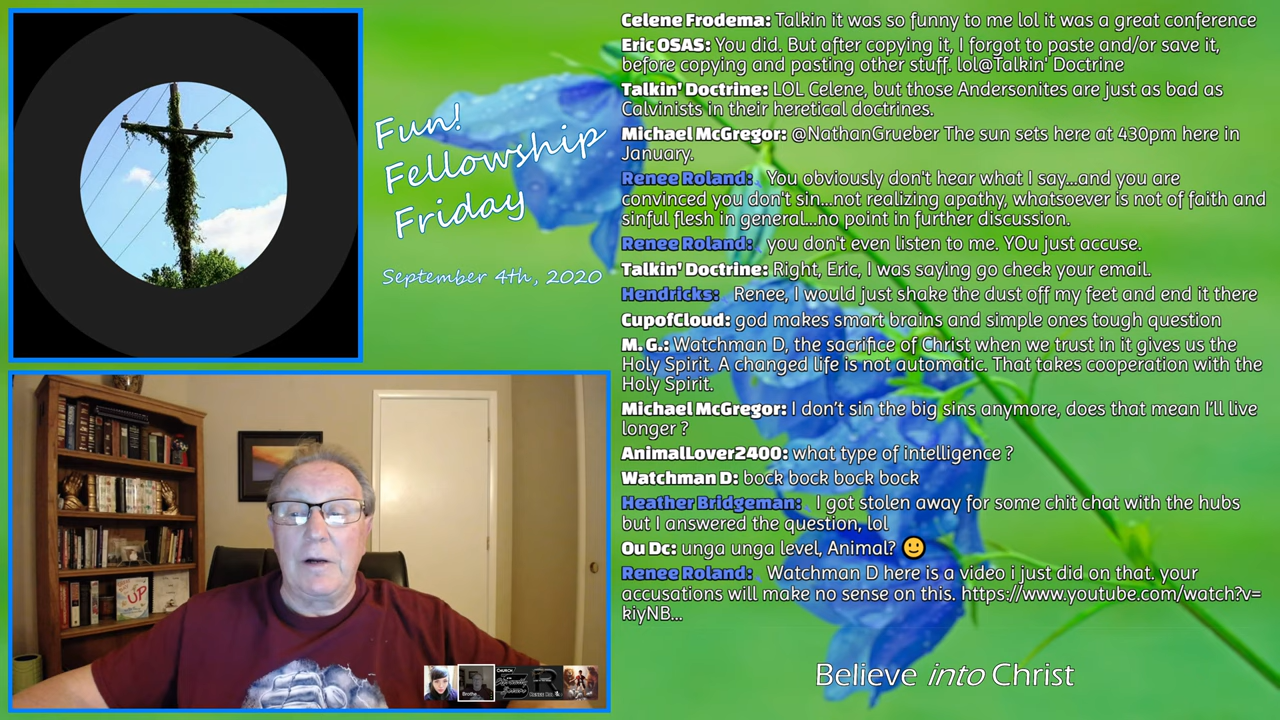 Fun!
Fellowship
Friday
September 4th, 2020
Celene Frodema: Talkin it was so funny to me lol it was a great conference
Eric OSAS: You did. But after copying it, I forgot to paste and/or save it,
before copying and pasting other stuff. lol@Talkin' Doctrine
Talkin' Doctrine: LOL Celene, but those Andersonites are just as bad as
Calvinists in their heretical doctrines.
Michael McGregor: @NathanGrueber The sun sets here at 430pm here in
January.
Renee Roland: You obviously don't hear what I say...and you are
convinced you don't sin...not realizing apathy, whatsoever is not of faith and
sinful flesh in general...no point in further discussion.
Renee Roland: you don't even listen to me. YOu just accuse.
Talkin' Doctrine: Right, Eric, I was saying go check your email.
Hendricks: Renee, I would just shake the dust off my feet and end it there
CupofCloud: god makes smart brains and simple ones tough question
M. G.: Watchman D, the sacrifice of Christ when we trust in it gives us the
Holy Spirit. A changed life is not automatic. That takes cooperation with the
Holy Spirit.
Michael McGregor: I don't sin the big sins anymore, does that mean I'll live
longer ?
AnimalLover2400: what type of intelligence ?
Watchman D: bock bock bock bock
Heather Bridgeman: I got stolen away for some chit chat with the hubs
but I answered the question, lol
Ou Dc: unga unga level, Animal? 🙂
Renee Roland: Watchman D here is a video i just did on that. your
accusations will make no sense on this. https://www.youtube.com/watch?v=
kiyNB...
Believe into Christ
UP
Brothe...
CHURCH